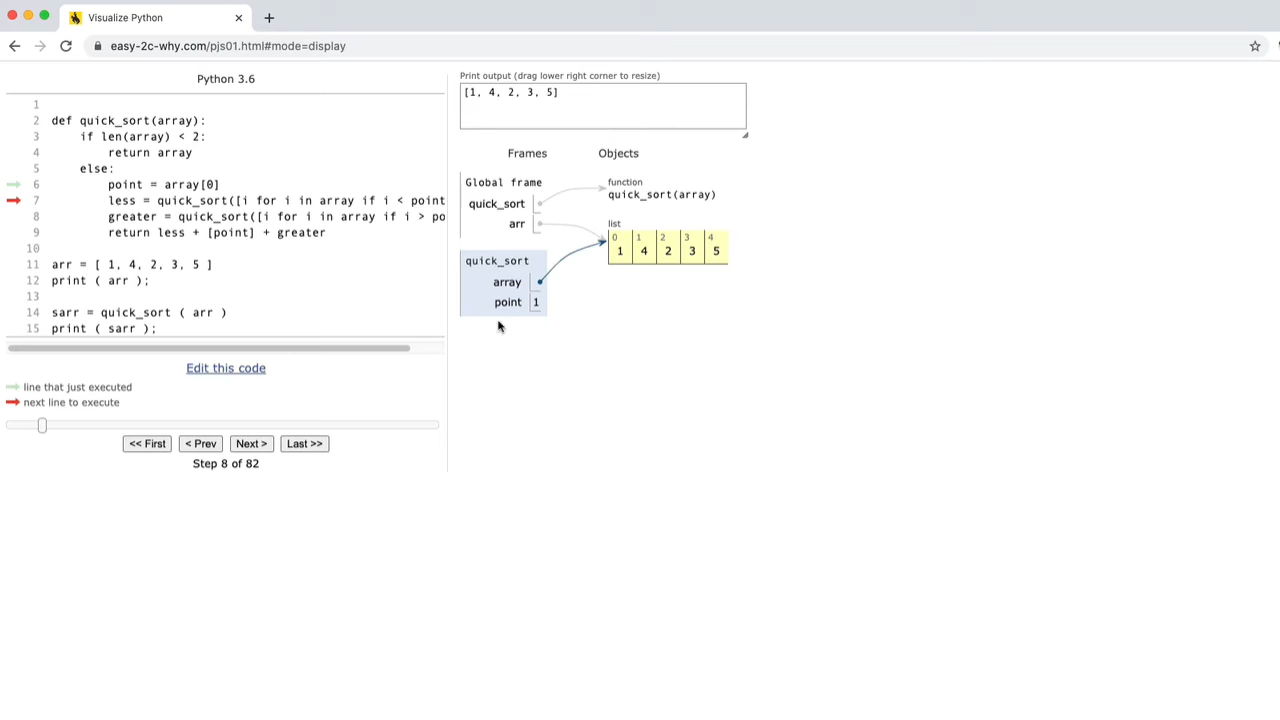 Visualize Python
easy-2c-why.com/pjs01.html#mode=display
Python 3.6
1
2 def quick_sort(array):
3 if len(array) < 2:
4 return array
5 else:
6 point = array[0]
7 less = quick_sort([i for i in array if i < point
8 greater = quick_sort([i for i in array if i > po
9 return less + [point] + greater
10
11 arr = [ 1, 4, 2, 3, 5 ]
12 print ( arr );
13
14 sarr = quick_sort ( arr )
15 print ( sarr );
Edit this code
line that just executed
next line to execute
<< First < Prev Next > Last >>
Step 8 of 82
Print output (drag lower right corner to resize)
[1, 4, 2, 3, 5]
Frames Objects
Global frame
quick_sort
arr
function
quick_sort(array)
list
0 1 2 3 4
1 4 2 3 5
quick_sort
array
point 1